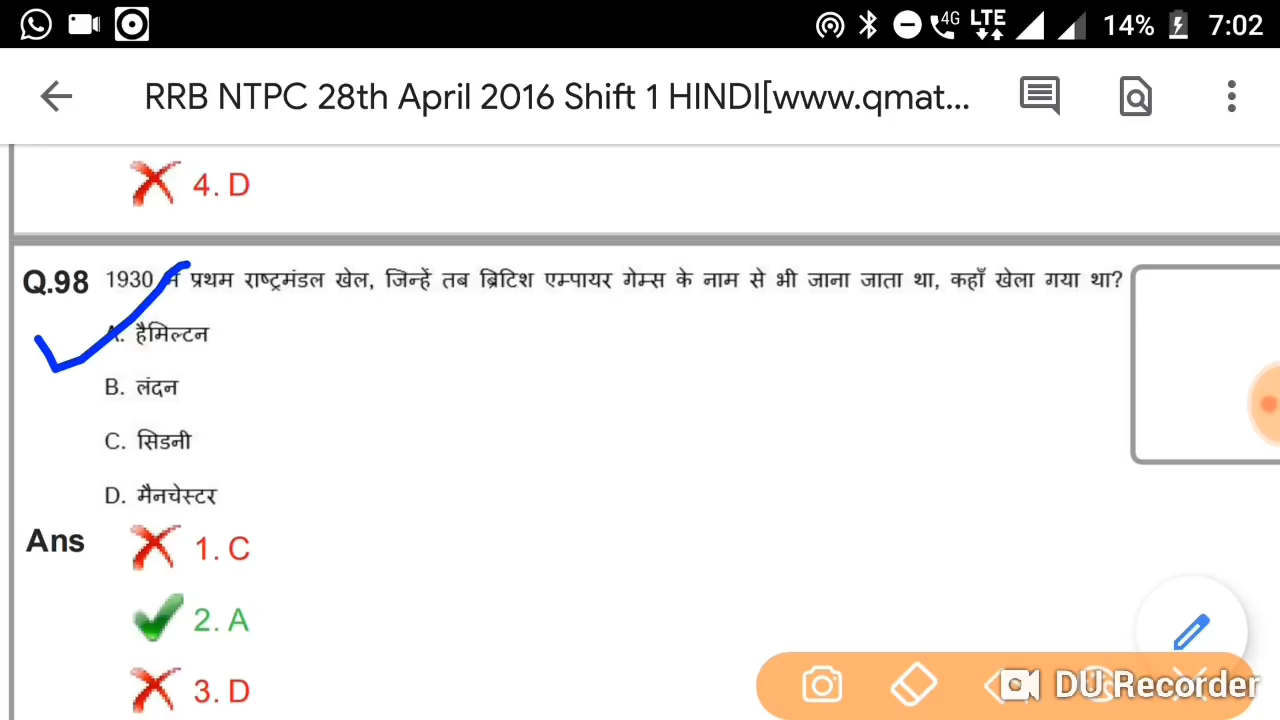 4G LTE 14% 7:02
RRB NTPC 28th April 2016 Shift 1 HINDI[www.qmat...
4. D
Q.98 1930 में प्रथम राष्ट्रमंडल खेल, जिन्हें तब ब्रिटिश एम्पायर गेम्स के नाम से भी जाना जाता था, कहाँ खेला गया था?
A. हैमिल्टन
B. लंदन
C. सिडनी
D. मैनचेस्टर
Ans
1. C
2. A
3. D
DU Recorder